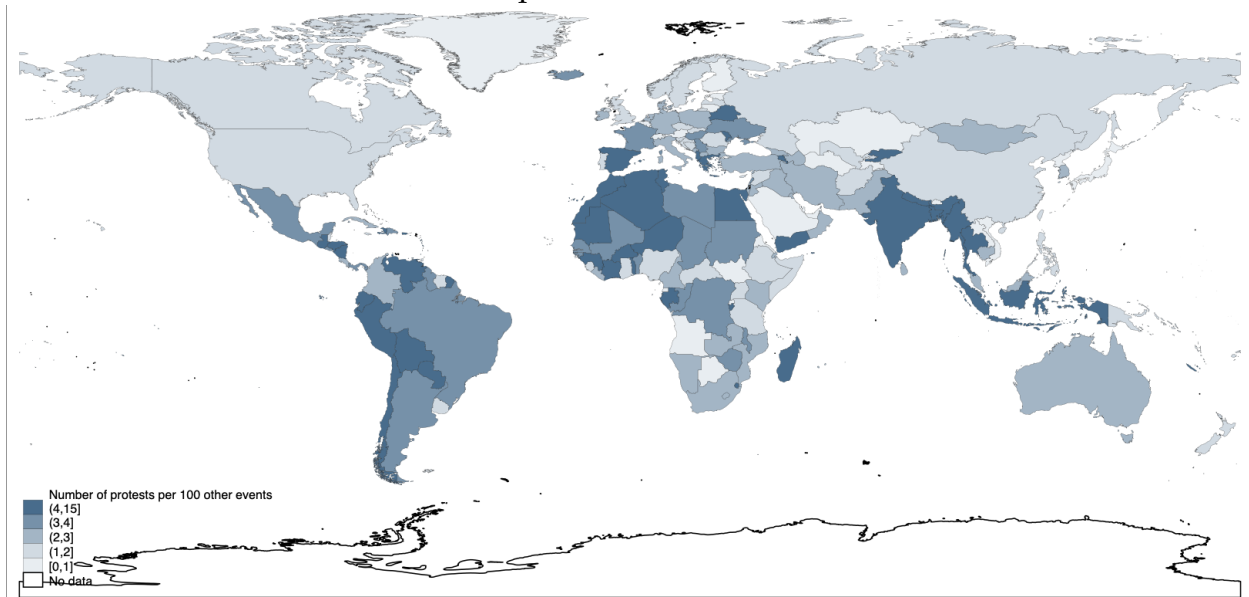 Number of protests per 100 other events
(4,15]
(3,4]
(2,3]
(1,2]
[0,1]
No data